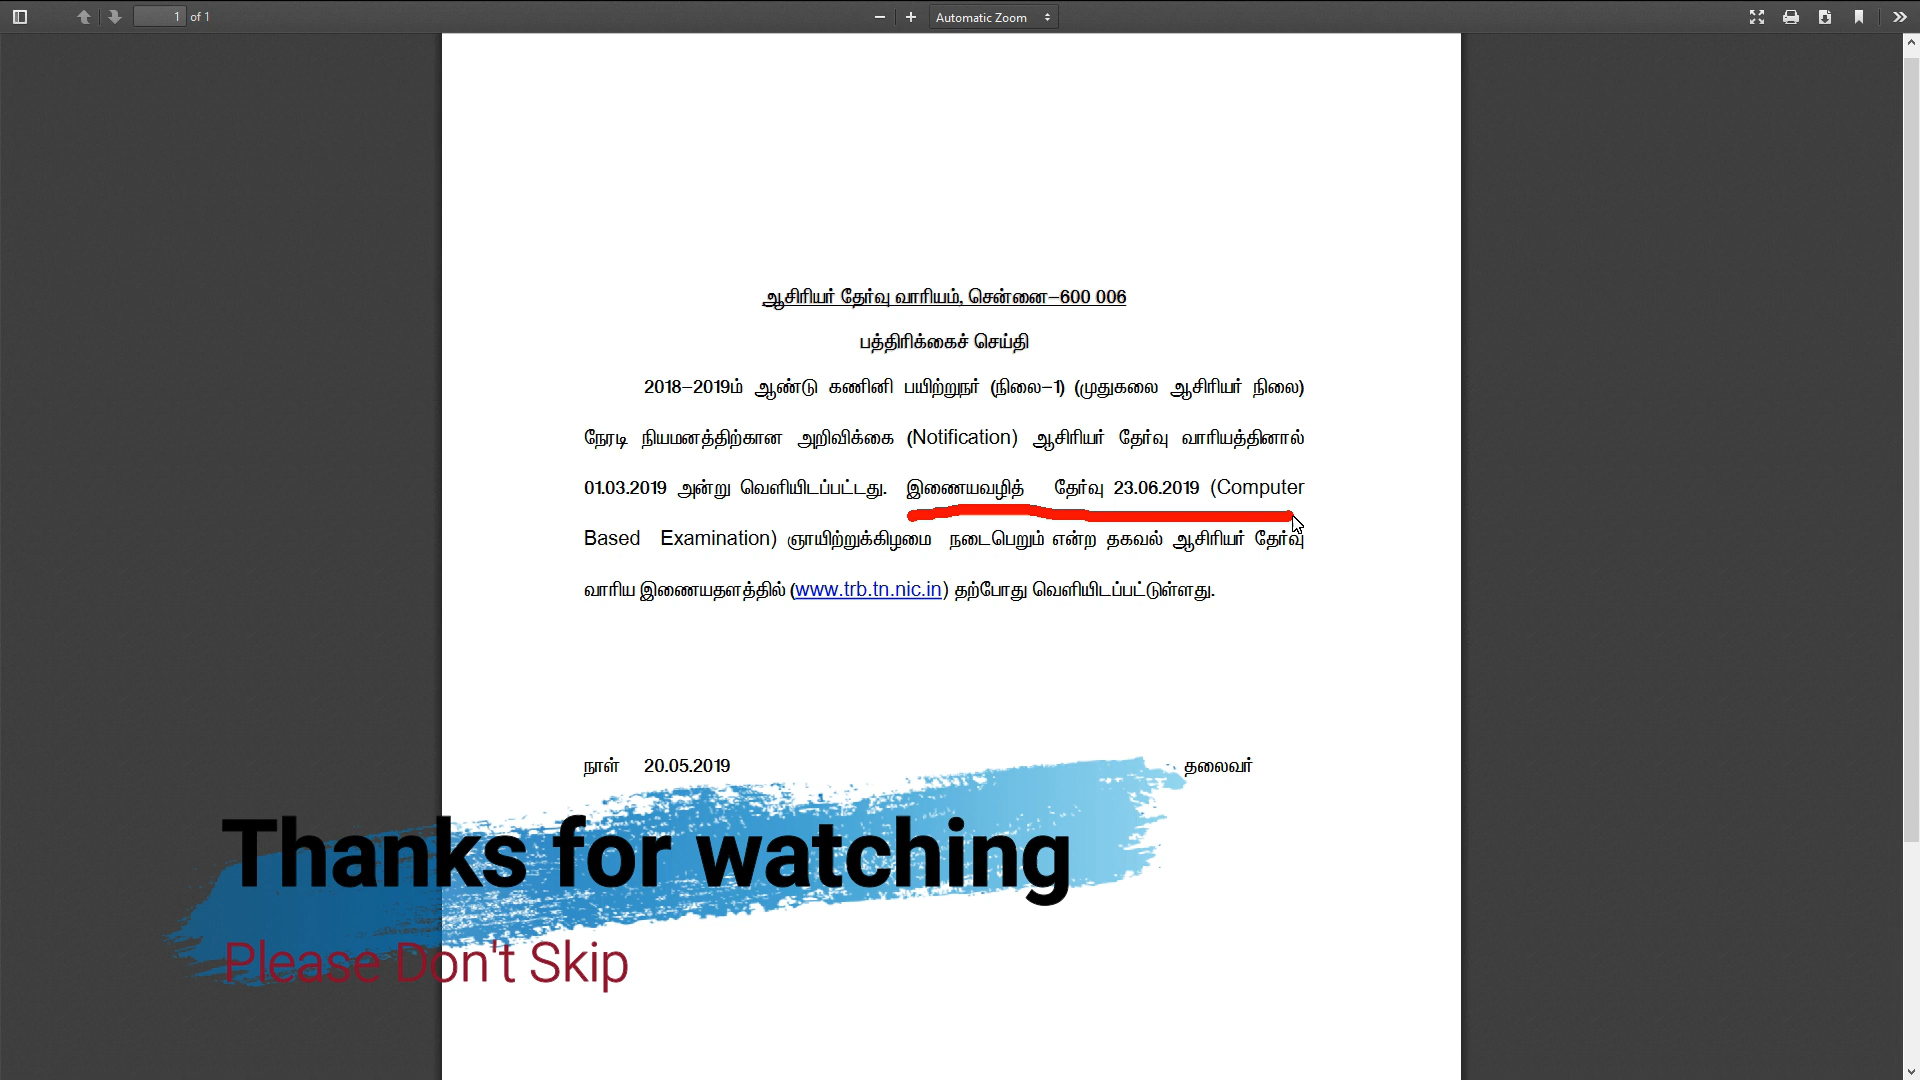 1 of 1
Automatic Zoom
ஆசிரியர் தேர்வு வாரியம், சென்னை–600 006
பத்திரிக்கைச் செய்தி
2018–2019ம் ஆண்டு கணினி பயிற்றுநர் (நிலை–1) (முதுகலை ஆசிரியர் நிலை)
நேரடி நியமனத்திற்கான அறிவிக்கை (Notification) ஆசிரியர் தேர்வு வாரியத்தினால்
01.03.2019 அன்று வெளியிடப்பட்டது. இணையவழித் தேர்வு 23.06.2019 (Computer
Based Examination) ஞாயிற்றுக்கிழமை நடைபெறும் என்ற தகவல் ஆசிரியர் தேர்வு
வாரிய இணையதளத்தில் (www.trb.tn.nic.in) தற்போது வெளியிடப்பட்டுள்ளது.
நாள் 20.05.2019 தலைவர்
Thanks for watching
Please Don't Skip